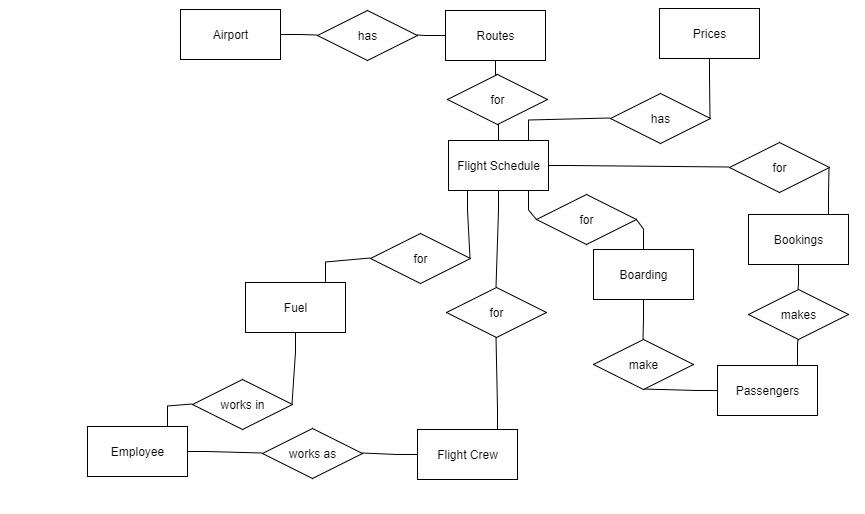 Airport
has
Routes
Prices
for
has
Flight Schedule
for
for
Bookings
for
Boarding
Fuel
for
makes
make
Passengers
works in
Employee
works as
Flight Crew